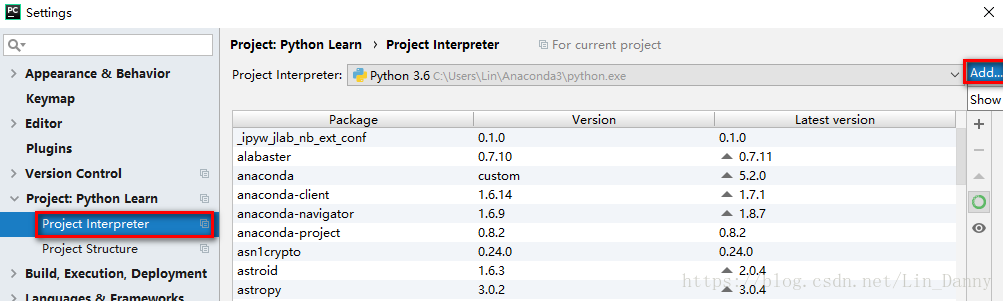 Settings
Appearance & Behavior
Keymap
Editor
Plugins
Version Control
Project: Python Learn
Project Interpreter
Project Structure
Build, Execution, Deployment
Languages & Frameworks
Project: Python Learn › Project Interpreter For current project
Project Interpreter: Python 3.6 C:\Users\Lin\Anaconda3\python.exe
Add...
Show
Package Version Latest version
_ipyw_jlab_nb_ext_conf 0.1.0 0.1.0
alabaster 0.7.10 0.7.11
anaconda custom 5.2.0
anaconda-client 1.6.14 1.7.1
anaconda-navigator 1.6.9 1.8.7
anaconda-project 0.8.2 0.8.2
asn1crypto 0.24.0 0.24.0
astroid 1.6.3 2.0.4
astropy 3.0.2 3.0.4
https://blog.csdn.net/Lin_Danny